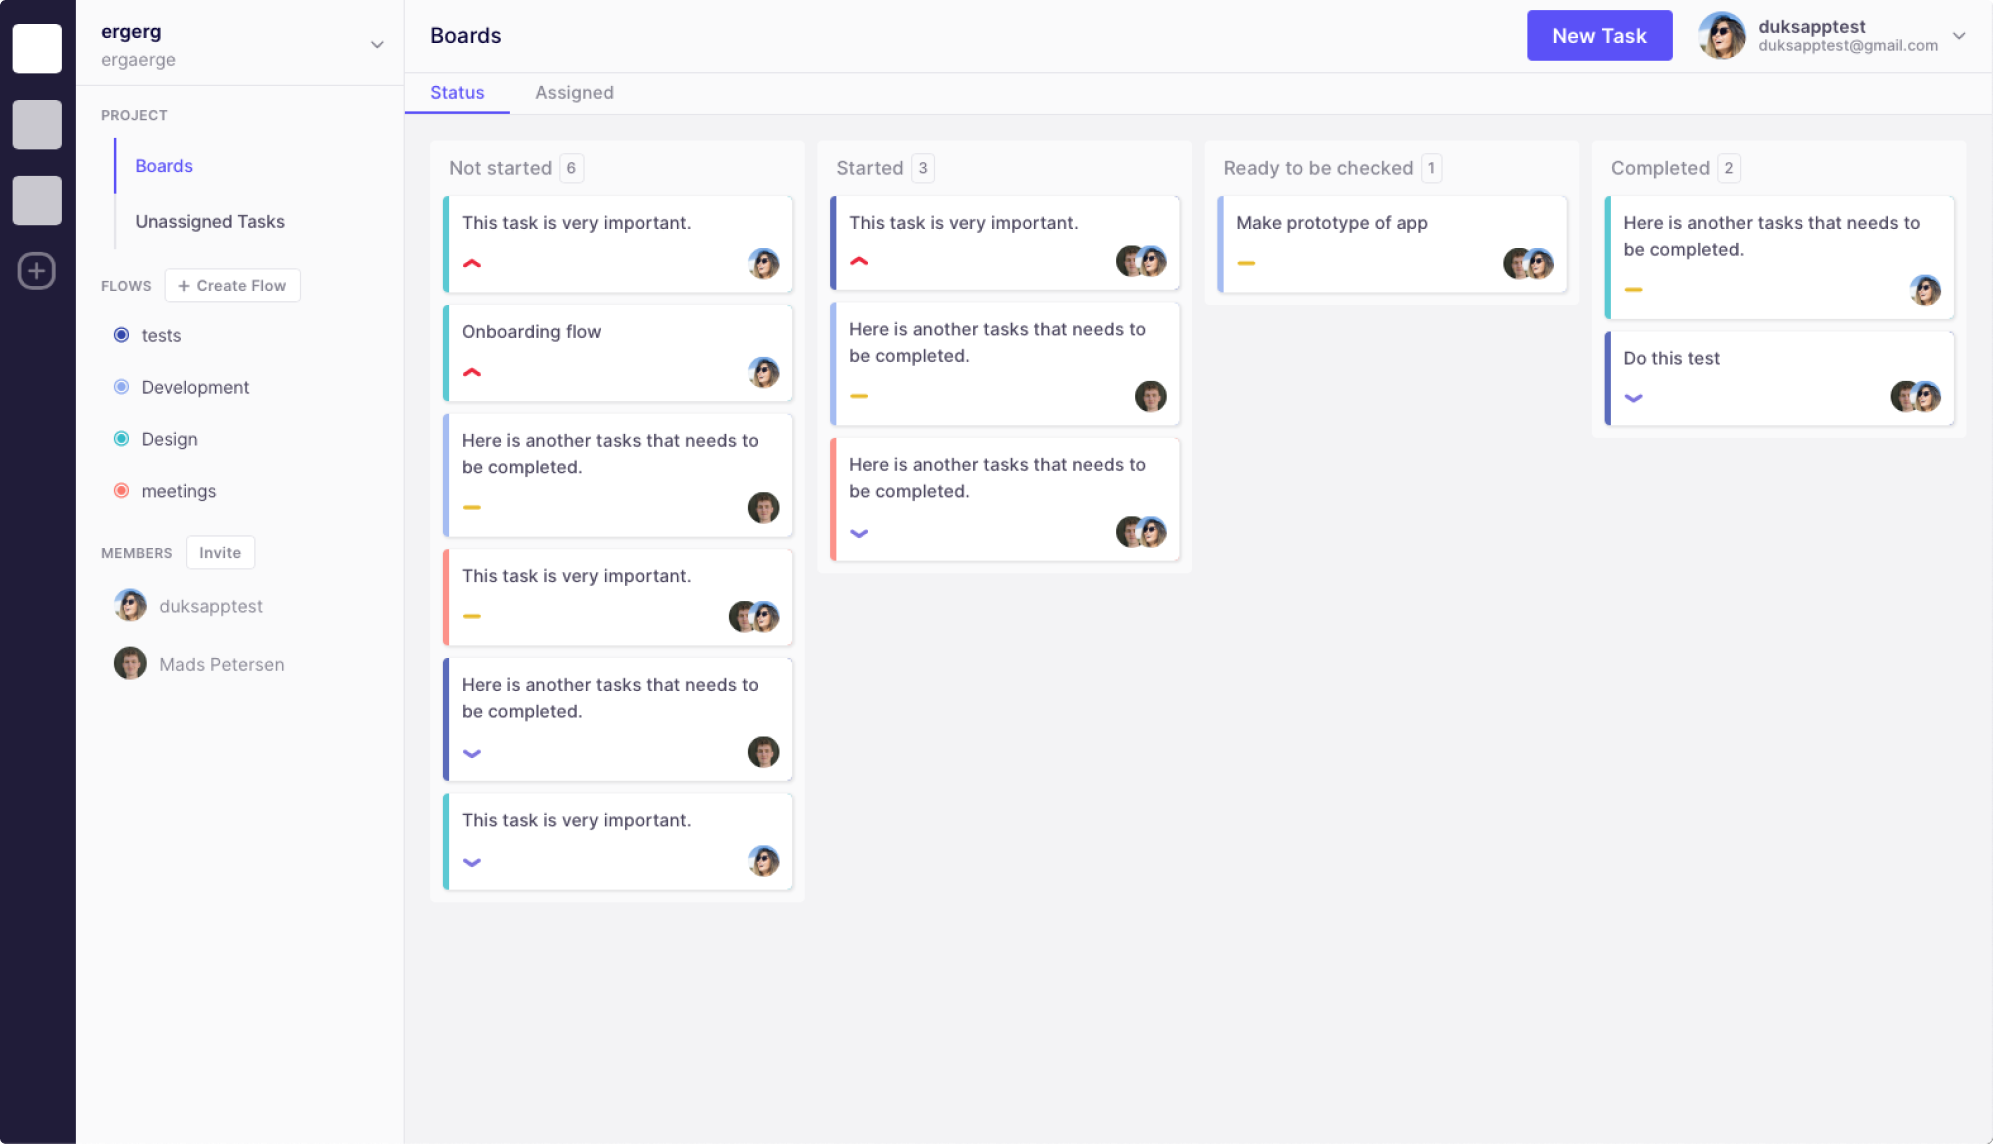 ergerg
ergaerge
PROJECT
Boards
Unassigned Tasks
FLOWS
+ Create Flow
tests
Development
Design
meetings
MEMBERS
Invite
duksapptest
Mads Petersen
Boards
New Task
duksapptest
duksapptest@gmail.com
Status
Assigned
Not started 6
This task is very important.
Onboarding flow
Here is another tasks that needs to
be completed.
This task is very important.
Here is another tasks that needs to
be completed.
This task is very important.
Started 3
This task is very important.
Here is another tasks that needs to
be completed.
Here is another tasks that needs to
be completed.
Ready to be checked 1
Make prototype of app
Completed 2
Here is another tasks that needs to
be completed.
Do this test